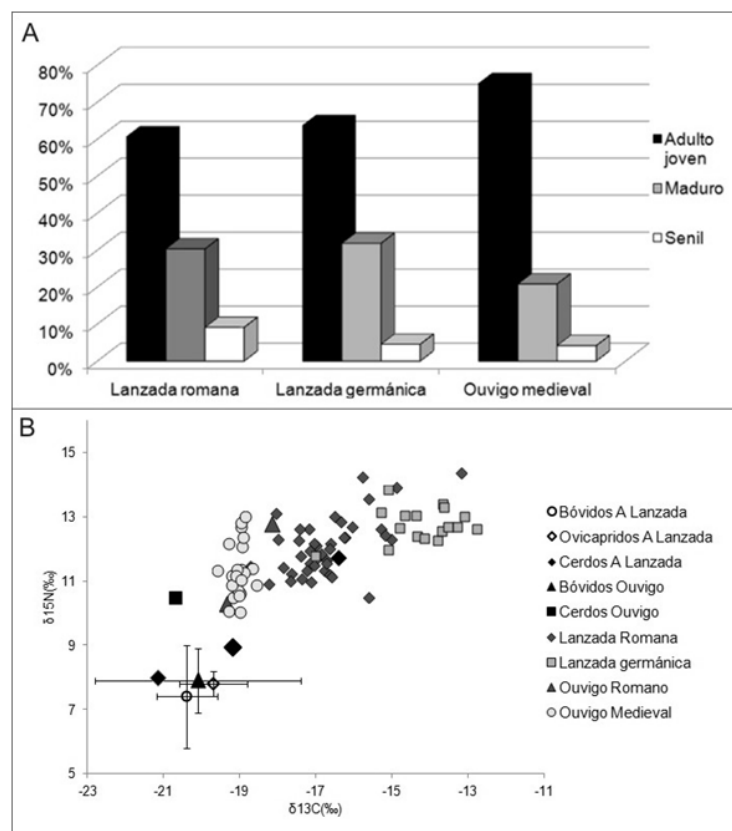 A
80%
70%
60%
50%
40%
30%
20%
10%
0%
Lanzada romana
Lanzada germánica
Ouvigo medieval
Adulto
joven
Maduro
Senil
B
15
13
11
9
7
5
δ15N(‰)
-23
-21
-19
-17
-15
-13
-11
δ13C(‰)
Bóvidos A Lanzada
Ovicapridos A Lanzada
Cerdos A Lanzada
Bóvidos Ouvigo
Cerdos Ouvigo
Lanzada Romana
Lanzada germánica
Ouvigo Romano
Ouvigo Medieval